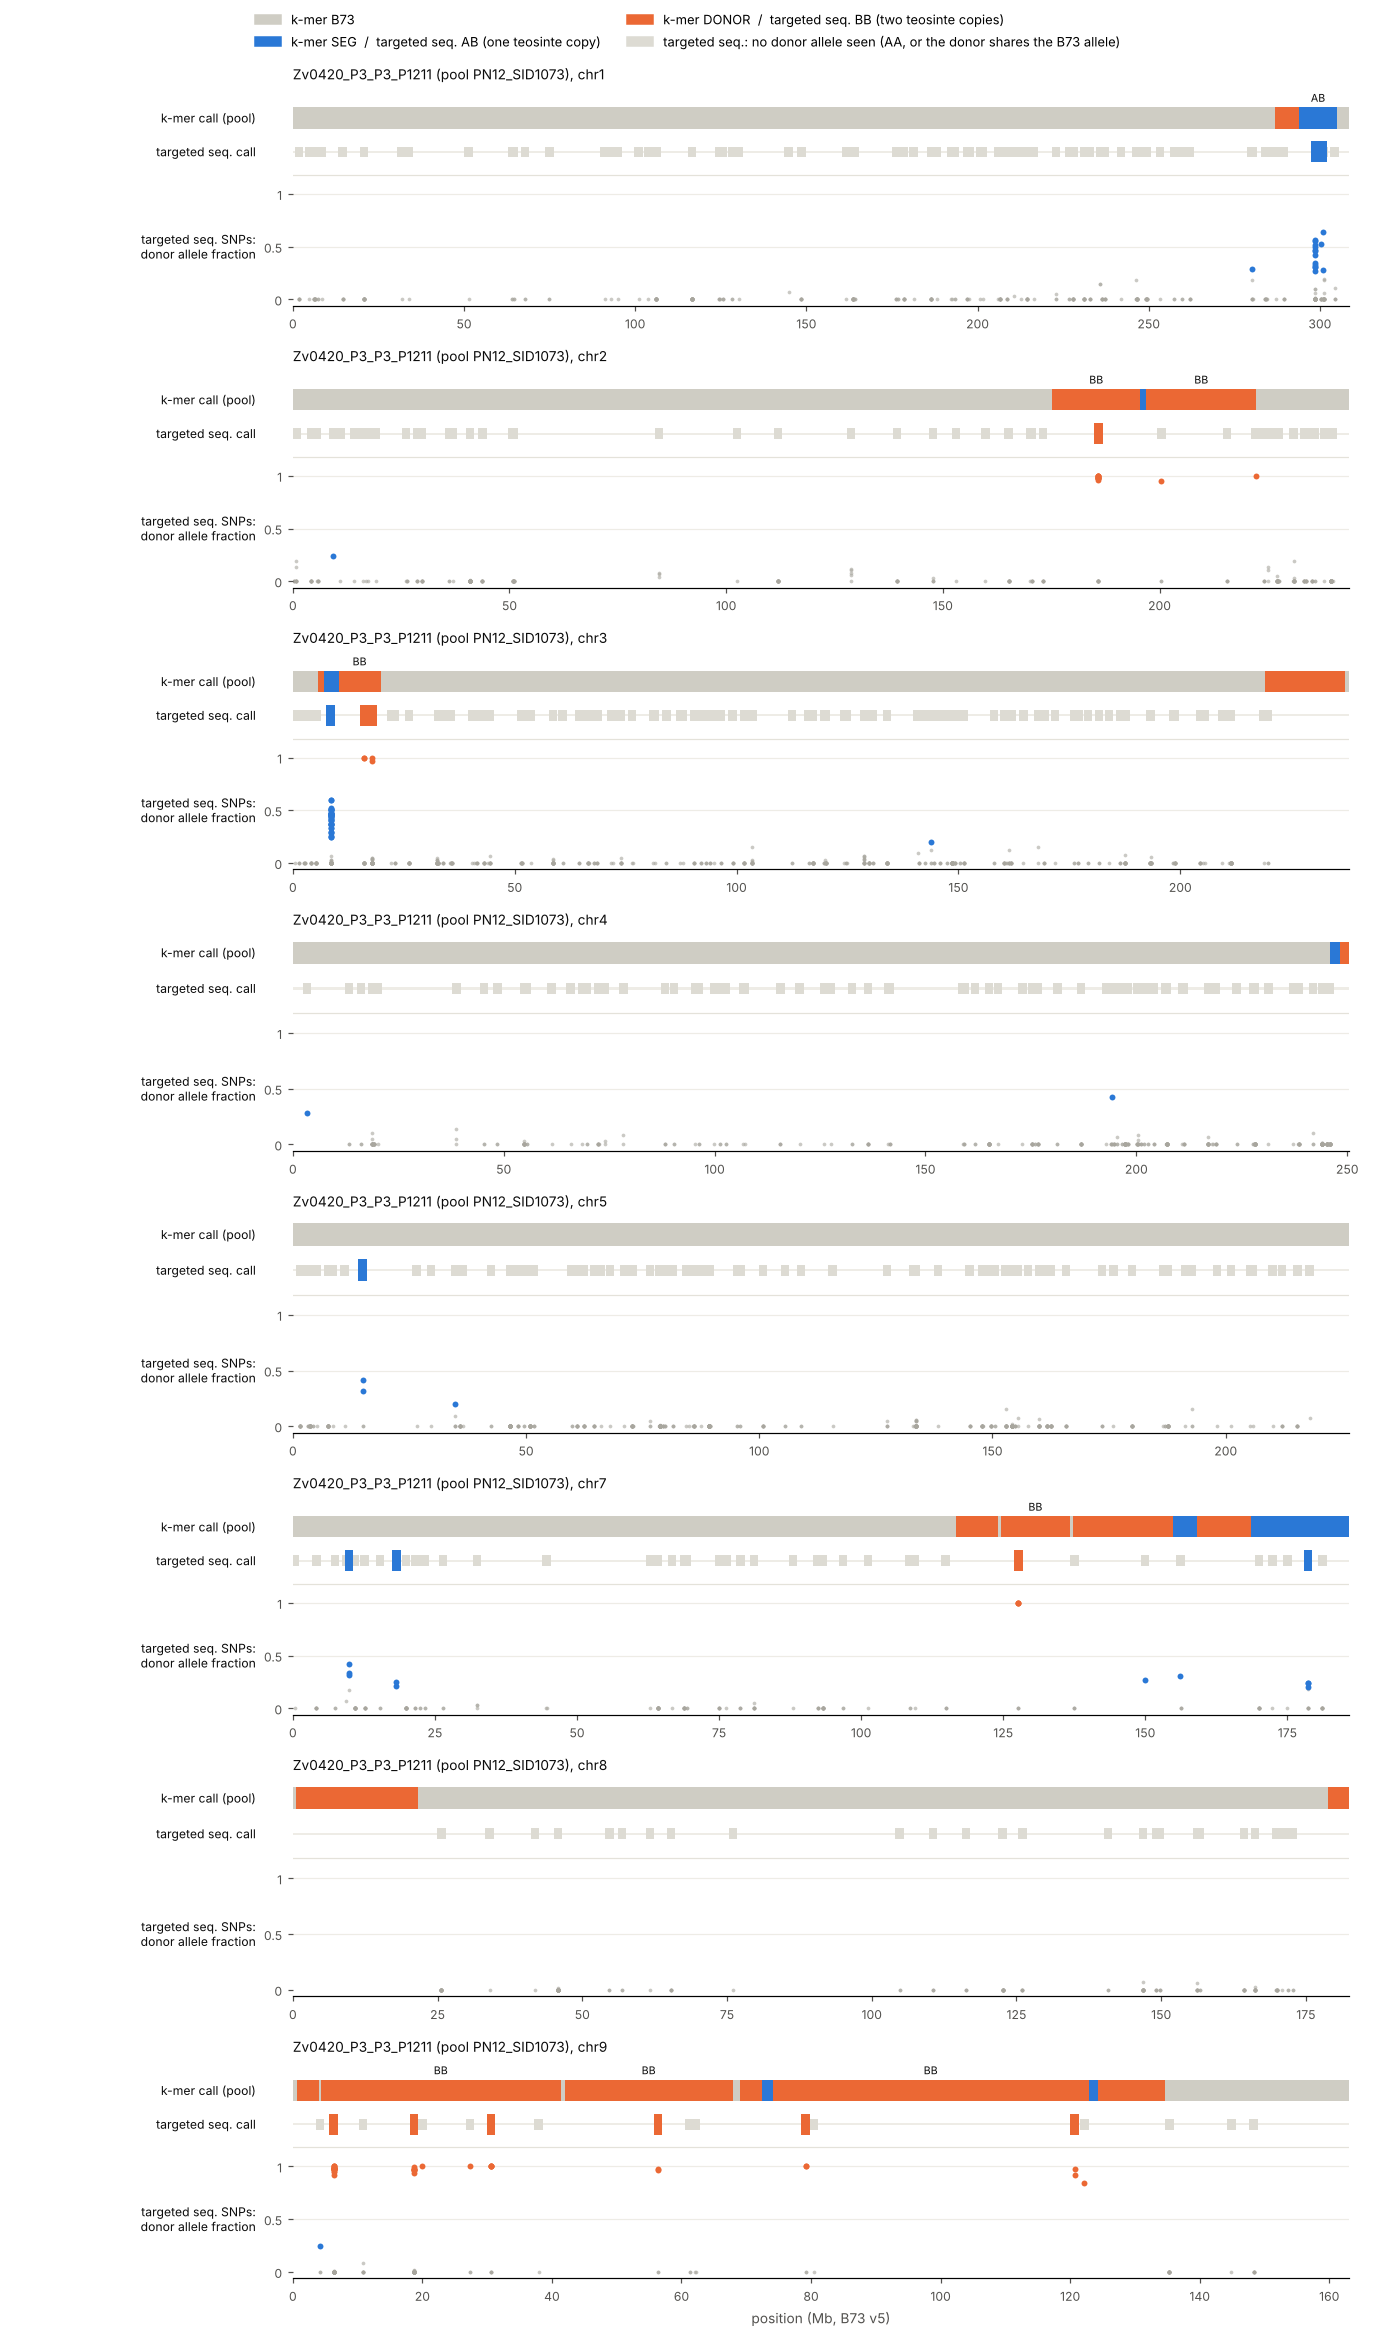 k-mer B73
k-mer DONOR / targeted seq. BB (two teosinte copies)
k-mer SEG / targeted seq. AB (one teosinte copy)
targeted seq.: no donor allele seen (AA, or the donor shares the B73 allele)
Zv0420_P3_P3_P1211 (pool PN12_SID1073), chr1
AB
k-mer call (pool)
targeted seq. call
1
targeted seq. SNPs:
donor allele fraction
0.5
0
0 50 100 150 200 250 300
Zv0420_P3_P3_P1211 (pool PN12_SID1073), chr2
BB BB
k-mer call (pool)
targeted seq. call
1
targeted seq. SNPs:
donor allele fraction
0.5
0
0 50 100 150 200
Zv0420_P3_P3_P1211 (pool PN12_SID1073), chr3
BB
k-mer call (pool)
targeted seq. call
1
targeted seq. SNPs:
donor allele fraction
0.5
0
0 50 100 150 200
Zv0420_P3_P3_P1211 (pool PN12_SID1073), chr4
k-mer call (pool)
targeted seq. call
1
targeted seq. SNPs:
donor allele fraction
0.5
0
0 50 100 150 200 250
Zv0420_P3_P3_P1211 (pool PN12_SID1073), chr5
k-mer call (pool)
targeted seq. call
1
targeted seq. SNPs:
donor allele fraction
0.5
0
0 50 100 150 200
Zv0420_P3_P3_P1211 (pool PN12_SID1073), chr7
BB
k-mer call (pool)
targeted seq. call
1
targeted seq. SNPs:
donor allele fraction
0.5
0
0 25 50 75 100 125 150 175
Zv0420_P3_P3_P1211 (pool PN12_SID1073), chr8
k-mer call (pool)
targeted seq. call
1
targeted seq. SNPs:
donor allele fraction
0.5
0
0 25 50 75 100 125 150 175
Zv0420_P3_P3_P1211 (pool PN12_SID1073), chr9
BB BB BB
k-mer call (pool)
targeted seq. call
1
targeted seq. SNPs:
donor allele fraction
0.5
0
0 20 40 60 80 100 120 140 160
position (Mb, B73 v5)